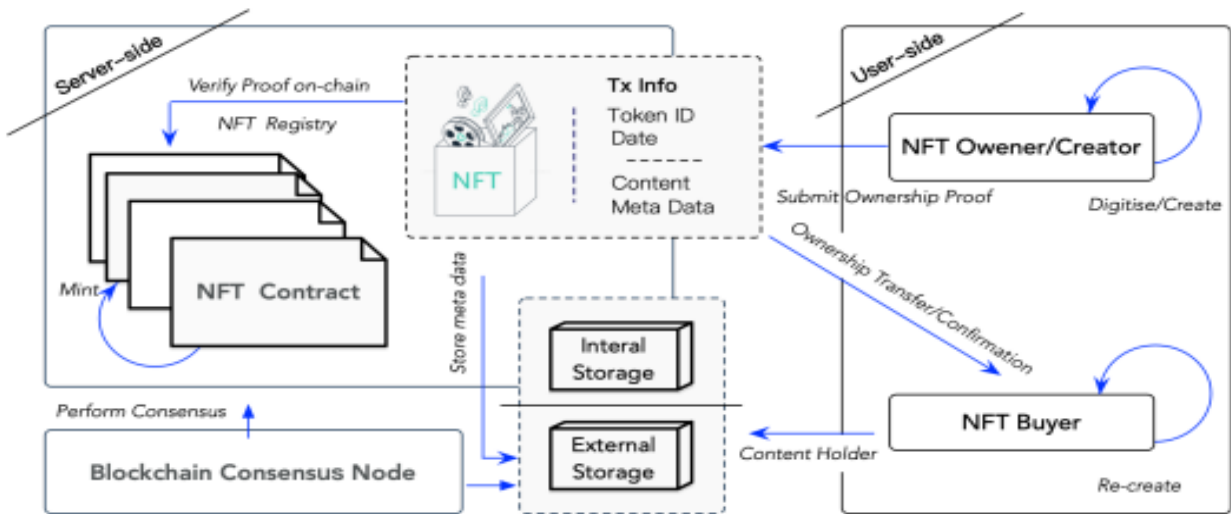 Server-side
User-side
Verify Proof on-chain
NFT Registry
NFT
Tx Info
Token ID
Date
Content
Meta Data
NFT Owener/Creator
Submit Ownership Proof
Digitise/Create
Mint
NFT Contract
Store meta data
Ownership Transfer/Confirmation
Interal
Storage
Perform Consensus
External
Storage
Blockchain Consensus Node
Content Holder
NFT Buyer
Re-create